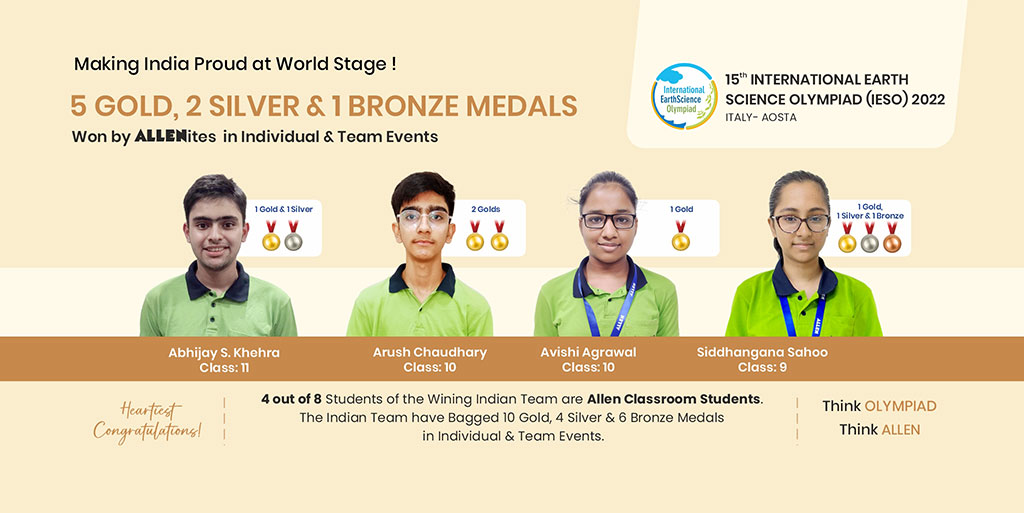 Making India Proud at World Stage !
5 GOLD, 2 SILVER & 1 BRONZE MEDALS
Won by ALLENites in Individual & Team Events
International
EarthScience
Olympiad
15th INTERNATIONAL EARTH
SCIENCE OLYMPIAD (IESO) 2022
ITALY- AOSTA
1 Gold & 1 Silver
2 Golds
1 Gold
1 Gold,
1 Silver & 1 Bronze
ALLEN
Abhijay S. Khehra
Class: 11
Arush Chaudhary
Class: 10
Avishi Agrawal
Class: 10
Siddhangana Sahoo
Class: 9
Heartiest
Congratulations!
4 out of 8 Students of the Wining Indian Team are Allen Classroom Students.
The Indian Team have Bagged 10 Gold, 4 Silver & 6 Bronze Medals
in Individual & Team Events.
Think OLYMPIAD
Think ALLEN